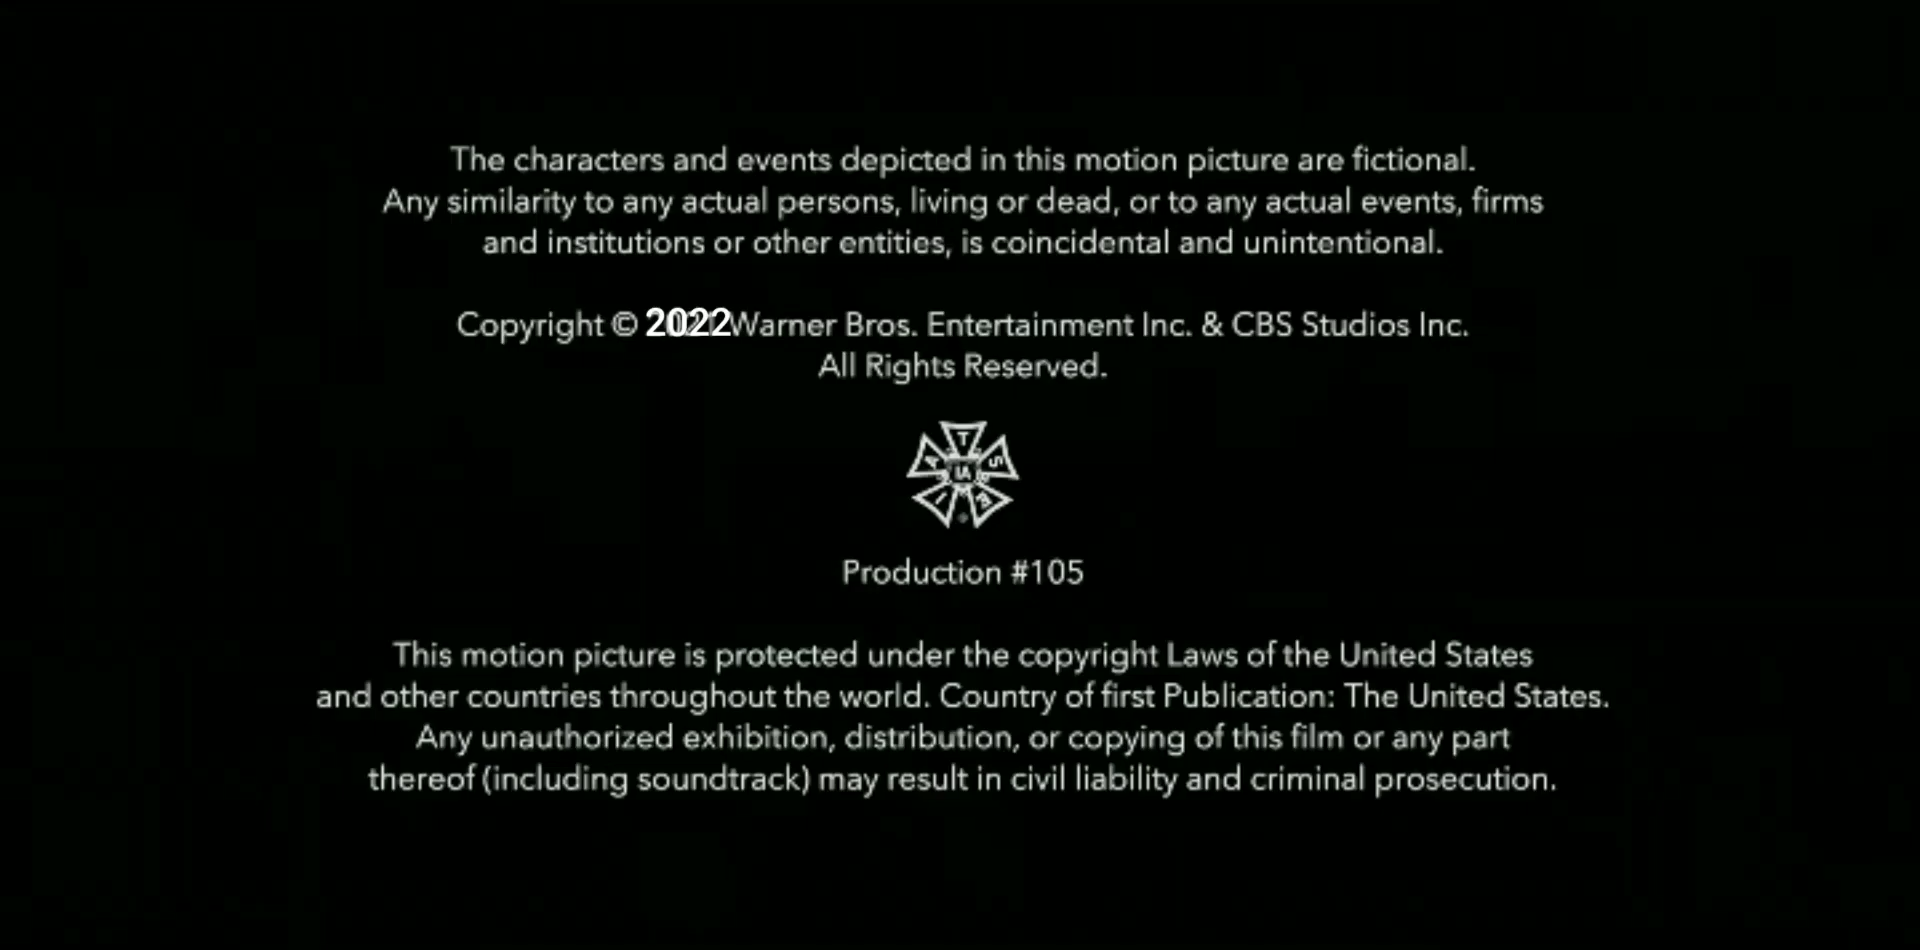 The characters and events depicted in this motion picture are fictional.
Any similarity to any actual persons, living or dead, or to any actual events, firms
and institutions or other entities, is coincidental and unintentional.
Copyright © 2022 Warner Bros. Entertainment Inc. & CBS Studios Inc.
All Rights Reserved.
I A T S E
IA
Production #105
This motion picture is protected under the copyright Laws of the United States
and other countries throughout the world. Country of first Publication: The United States.
Any unauthorized exhibition, distribution, or copying of this film or any part
thereof (including soundtrack) may result in civil liability and criminal prosecution.